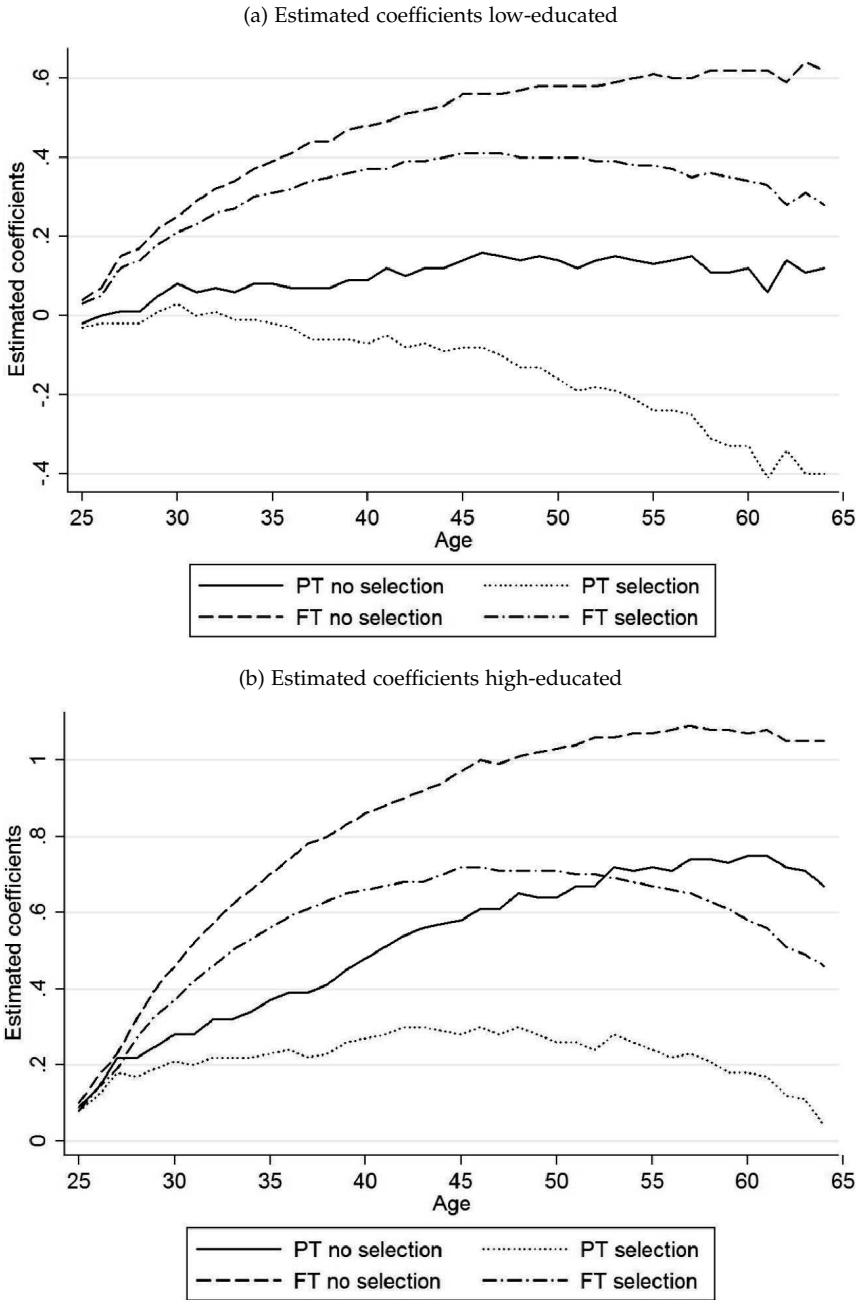 (a) Estimated coefficients low-educated
Estimated coefficients
.6
.4
.2
0
-.2
-.4
25 30 35 40 45 50 55 60 65
Age
PT no selection PT selection
FT no selection FT selection
(b) Estimated coefficients high-educated
Estimated coefficients
1
.8
.6
.4
.2
0
25 30 35 40 45 50 55 60 65
Age
PT no selection PT selection
FT no selection FT selection